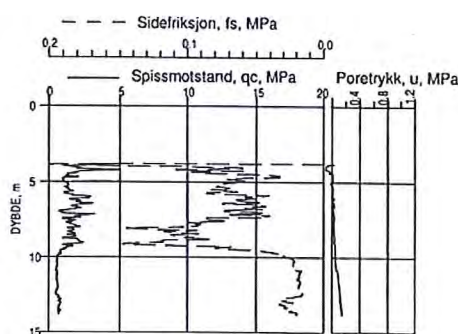 Sidefriksjon, fs, MPa
0,2 0,1 0,0
Spissmotstand, qc, MPa Poretrykk, u, MPa
0 5 10 15 20 0.4 0.8 1.2
0
5
10
15
DYBDE, m